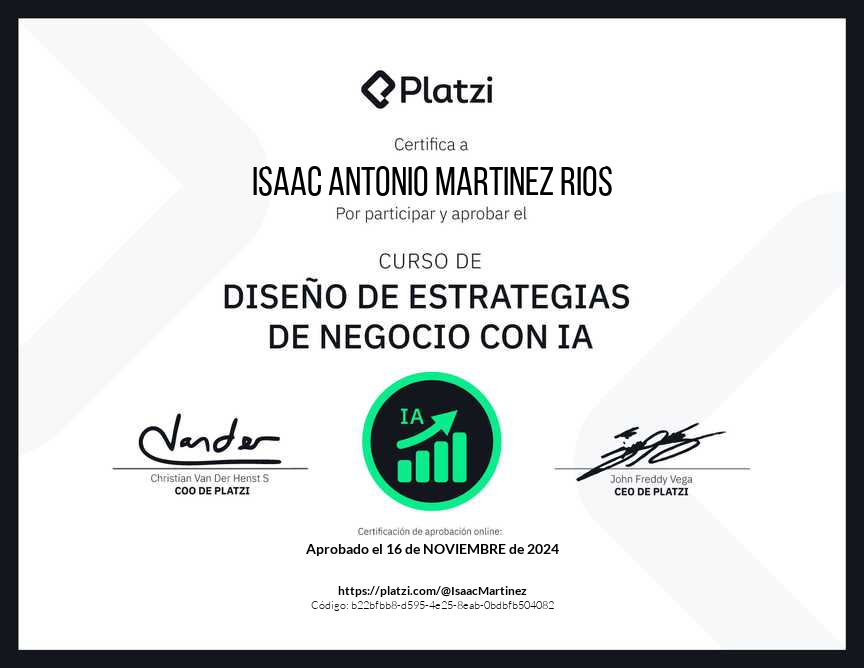 Platzi
Certifica a
ISAAC ANTONIO MARTINEZ RIOS
Por participar y aprobar el
CURSO DE
DISEÑO DE ESTRATEGIAS
DE NEGOCIO CON IA
IA
Vander
Christian Van Der Henst S
COO DE PLATZI
John Freddy Vega
CEO DE PLATZI
Certificación de aprobación online:
Aprobado el 16 de NOVIEMBRE de 2024
https://platzi.com/@IsaacMartinez
Código: b22bfbb8-d595-4e25-8eab-0bdbfb504082